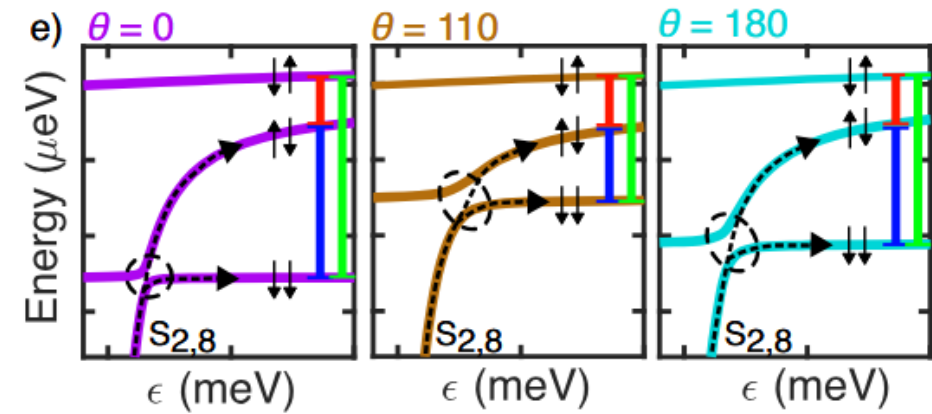 e) θ = 0 θ = 110 θ = 180
Energy (μeV)
↓↑ ↓↑ ↓↑
↑↓ ↑↓ ↑↓
↓↓ ↓↓ ↓↓
S2,8 S2,8 S2,8
ϵ (meV) ϵ (meV) ϵ (meV)